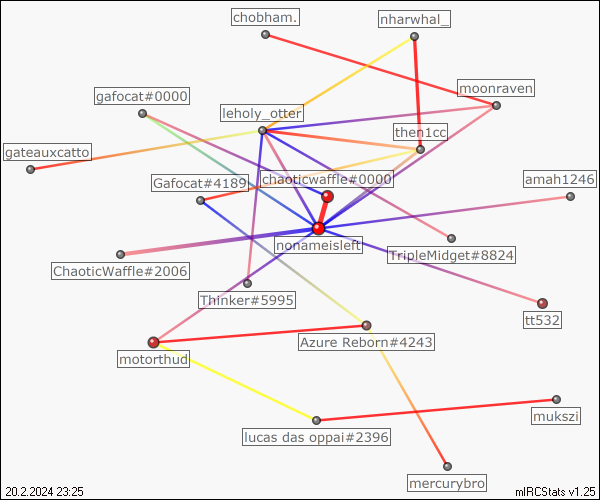 chobham.
nharwhal_
moonraven
gafocat#0000
leholy_otter
then1cc
gateauxcatto
Gafocat#4189
chaoticwaffle#0000
amah1246
nonameisleft
TripleMidget#8824
ChaoticWaffle#2006
Thinker#5995
tt532
Azure Reborn#4243
motorthud
mukszi
lucas das oppai#2396
mercurybro
20.2.2024 23:25
mIRCStats v1.25